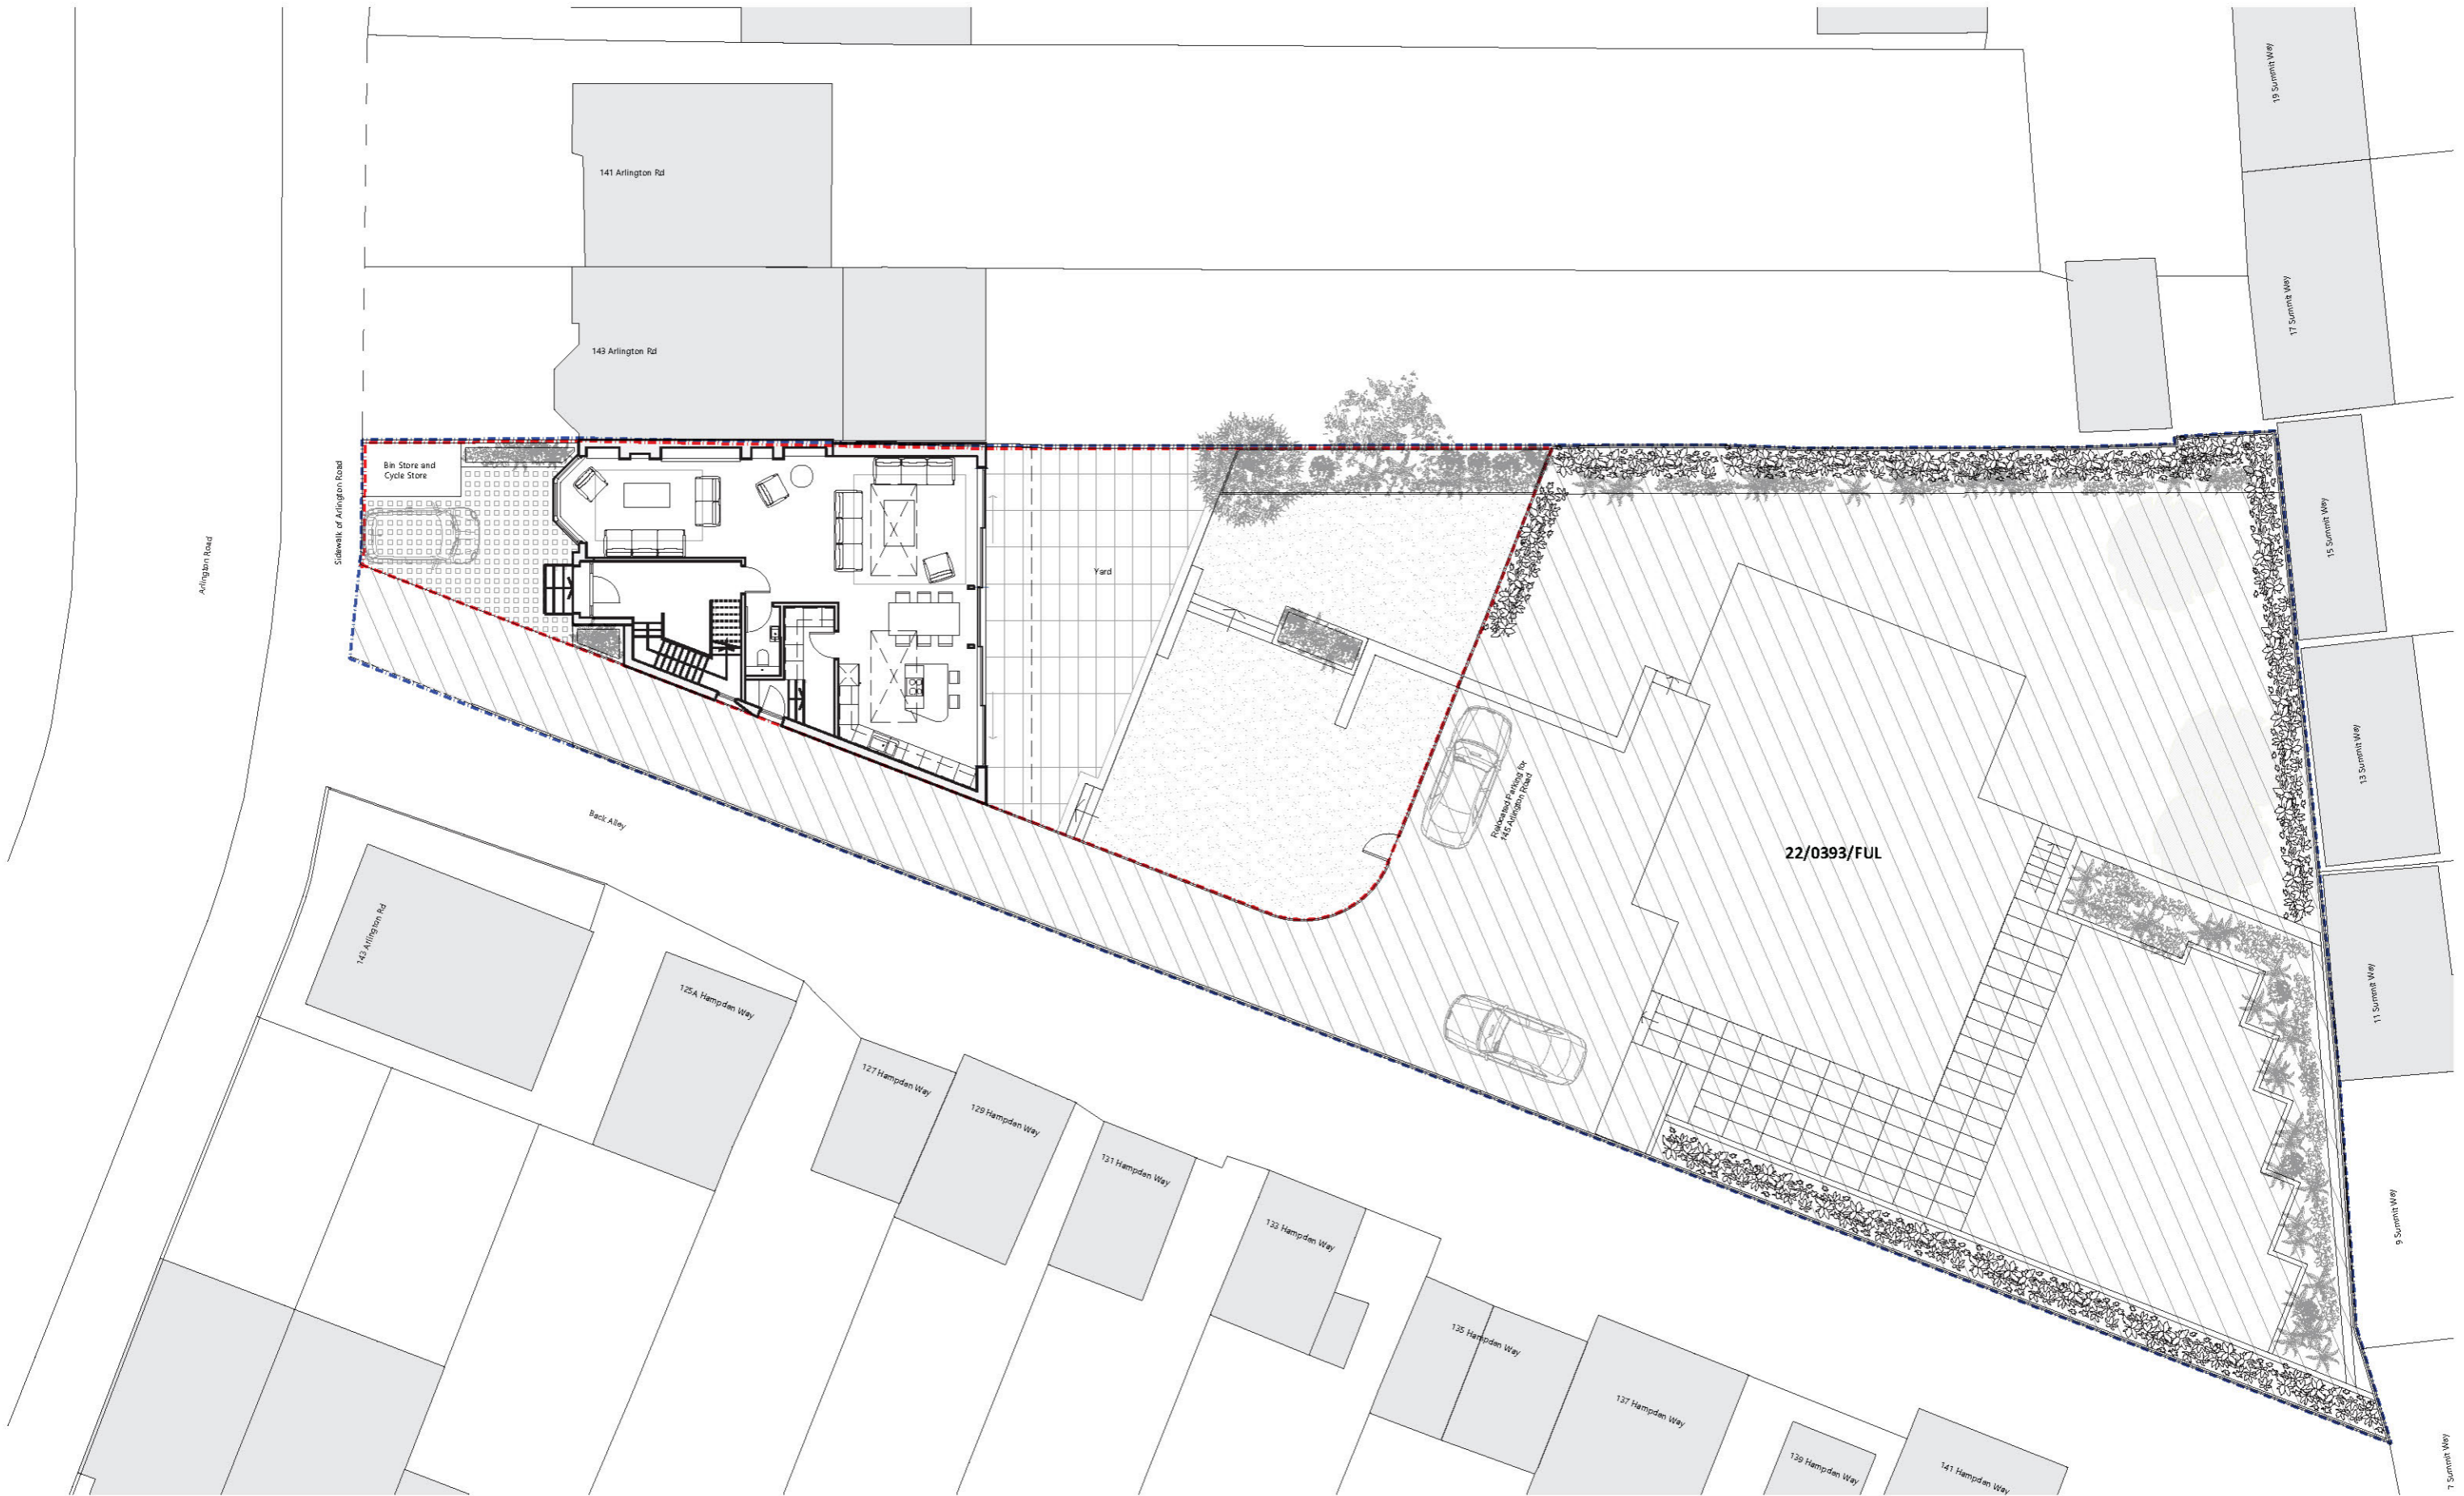 19 Summit Way
141 Arlington Rd
17 Summit Way
143 Arlington Rd
Bin Store and
Cycle Store
Sidewalk of Arlington Road
Arlington Road
Yard
15 Summit Way
13 Summit Way
Relocated Parking for
145 Arlington Road
22/0393/FUL
Back Alley
143 Arlington Rd
125A Hampden Way
11 Summit Way
127 Hampden Way
129 Hampden Way
131 Hampden Way
133 Hampden Way
9 Summit Way
135 Hampden Way
137 Hampden Way
139 Hampden Way
141 Hampden Way
7 Summit Way